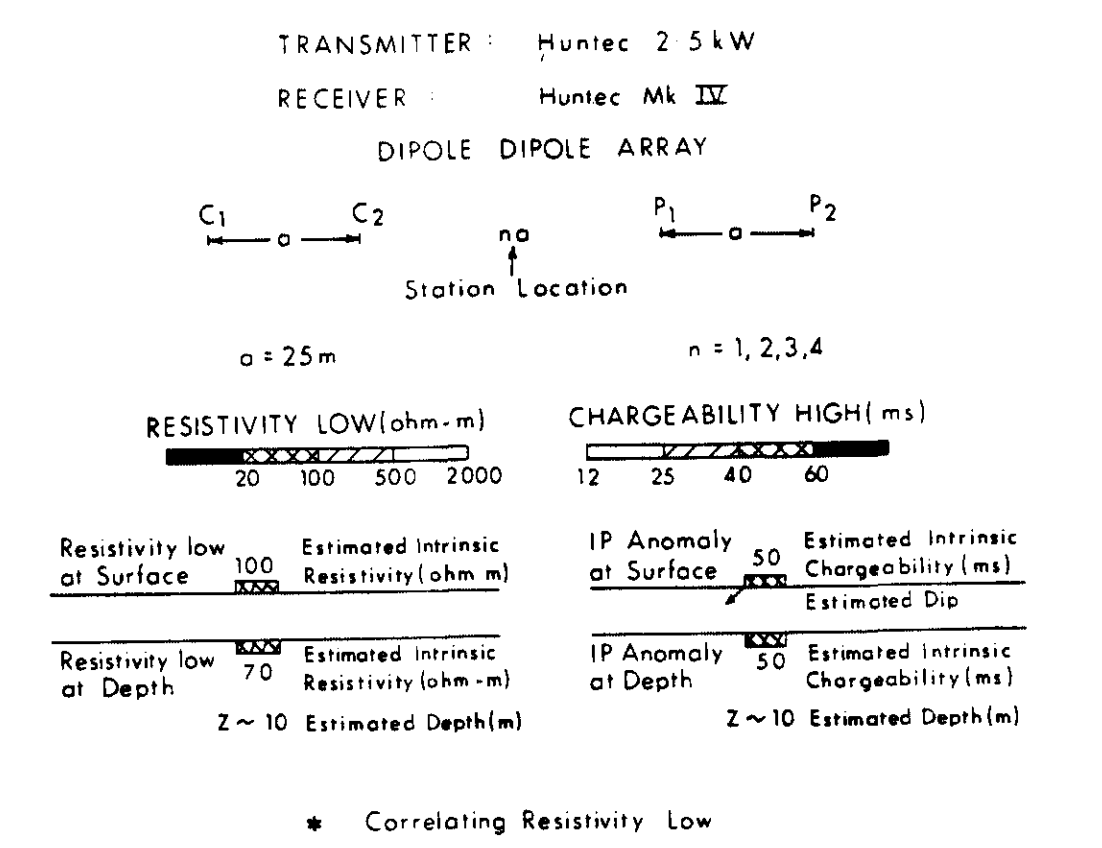 TRANSMITTER : Huntec 2.5 kW
RECEIVER : Huntec Mk IV
DIPOLE DIPOLE ARRAY
C1 a C2 na P1 a P2
Station Location
a = 25m n = 1, 2, 3, 4
RESISTIVITY LOW (ohm-m) CHARGEABILITY HIGH (ms)
20 100 500 2000 12 25 40 60
Resistivity low at Surface 100 Estimated Intrinsic Resistivity (ohm m)
IP Anomaly at Surface 50 Estimated Intrinsic Chargeability (ms)
Estimated Dip
Resistivity low at Depth 70 Estimated Intrinsic Resistivity (ohm-m)
IP Anomaly at Depth 50 Estimated Intrinsic Chargeability (ms)
Z ~ 10 Estimated Depth (m) Z ~ 10 Estimated Depth (m)
* Correlating Resistivity Low